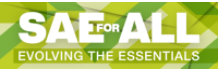 SAE FOR ALL
EVOLVING THE ESSENTIALS